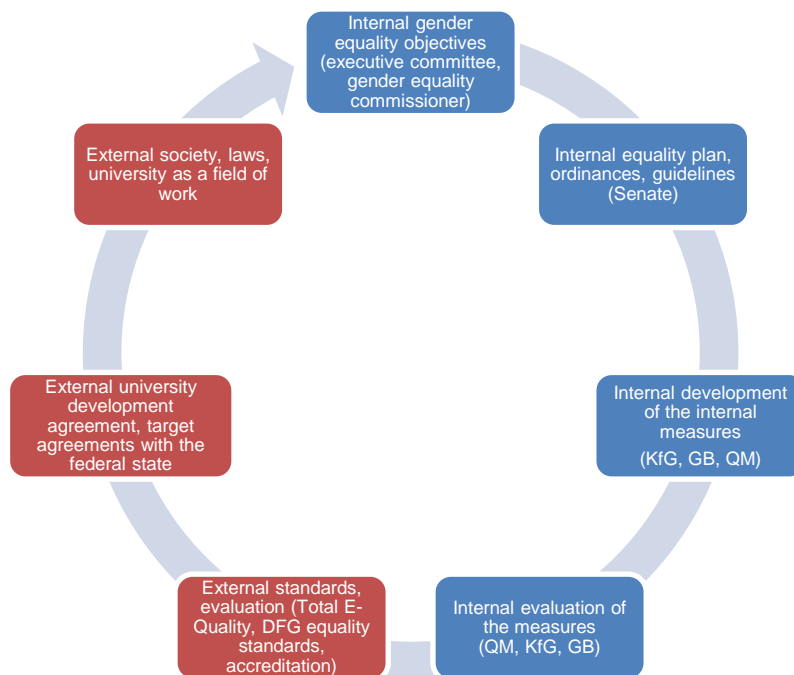 Internal gender
equality objectives
(executive committee,
gender equality
commissioner)
Internal equality plan,
ordinances, guidelines
(Senate)
Internal development
of the internal
measures
(KfG, GB, QM)
Internal evaluation of
the measures
(QM, KfG, GB)
External standards,
evaluation (Total E-
Quality, DFG equality
standards,
accreditation)
External university
development
agreement, target
agreements with the
federal state
External society, laws,
university as a field of
work